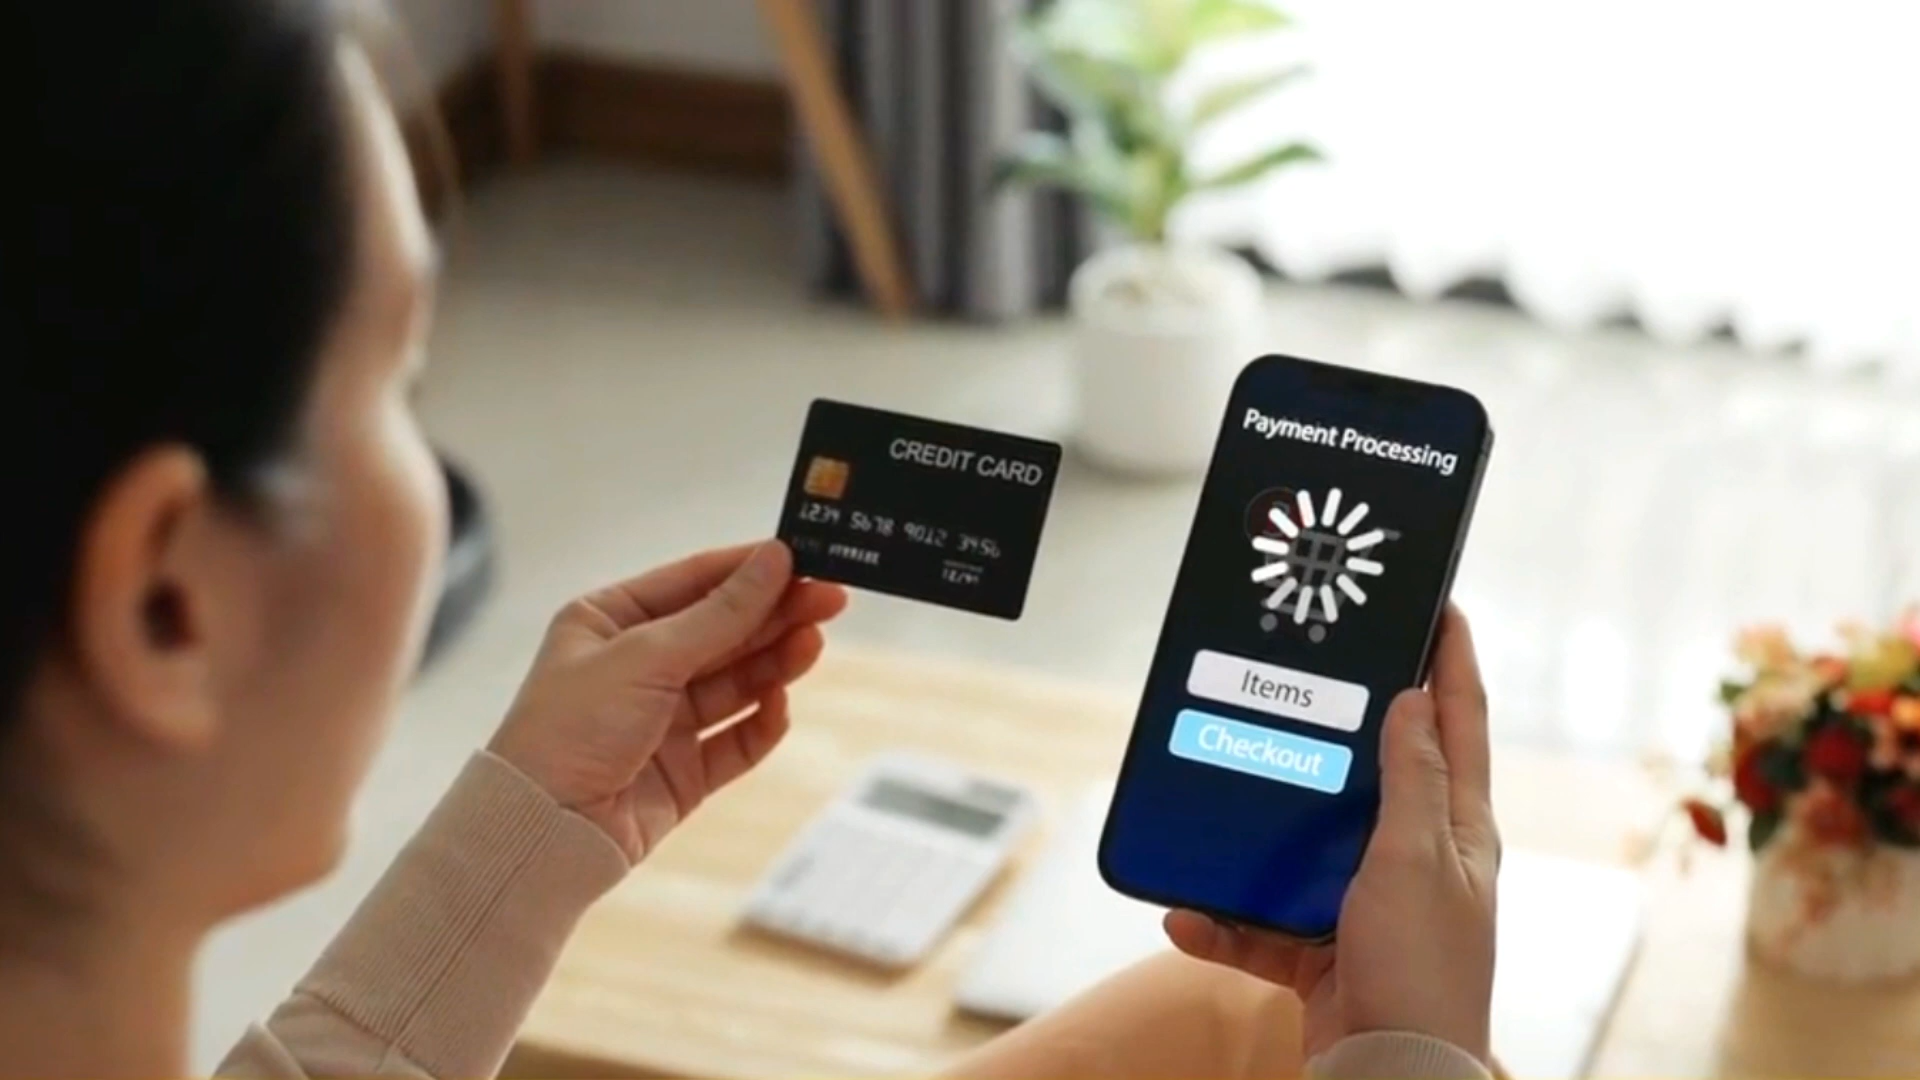 CREDIT CARD
1234 5678 9012 3456
Payment Processing
Items
Checkout